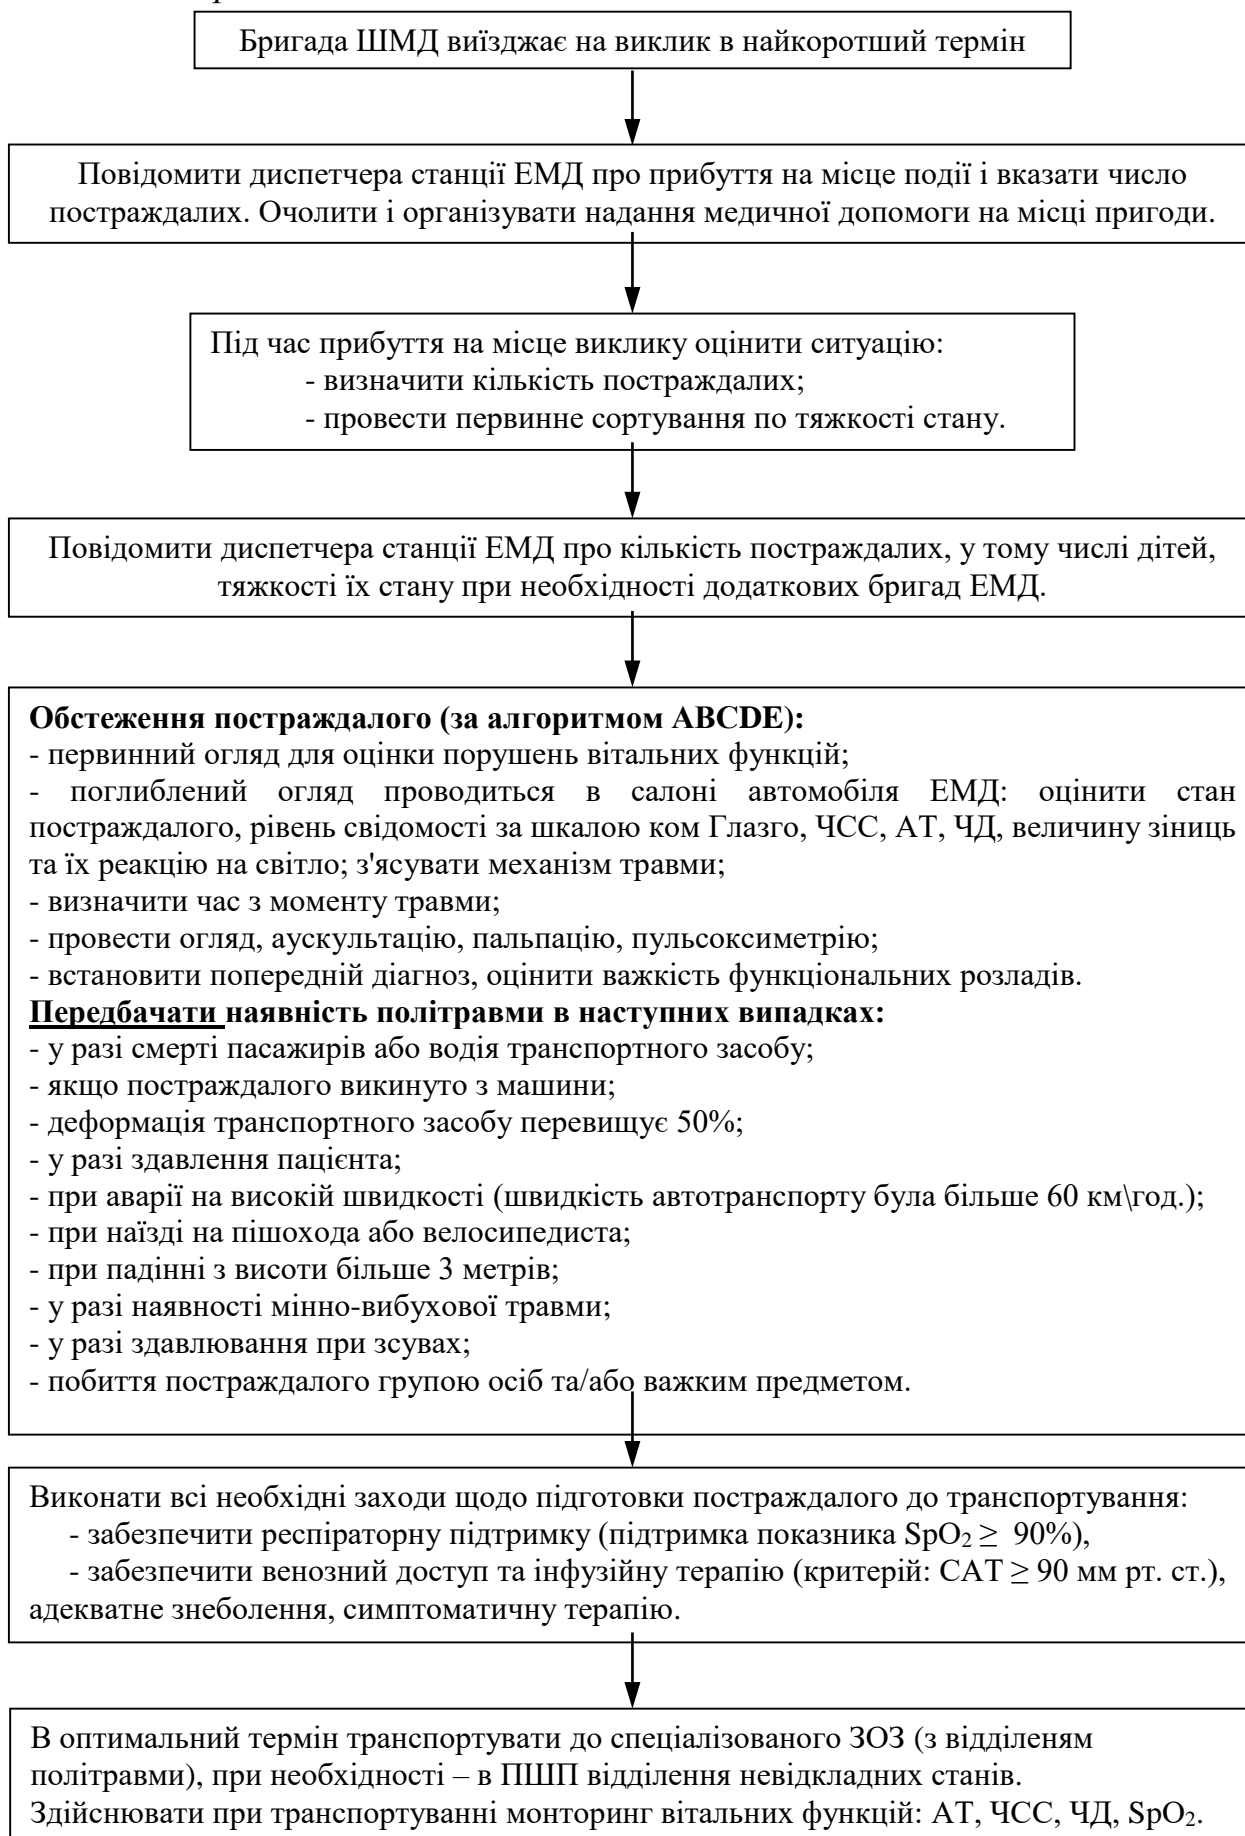 Бригада ШМД виїзджає на виклик в найкоротший термін
Повідомити диспетчера станції ЕМД про прибуття на місце події і вказати число
постраждалих. Очолити і організувати надання медичної допомоги на місці пригоди.
Під час прибуття на місце виклику оцінити ситуацію:
- визначити кількість постраждалих;
- провести первинне сортування по тяжкості стану.
Повідомити диспетчера станції ЕМД про кількість постраждалих, у тому числі дітей,
тяжкості їх стану при необхідності додаткових бригад ЕМД.
Обстеження постраждалого (за алгоритмом ABCDE):
- первинний огляд для оцінки порушень вітальних функцій;
- поглиблений огляд проводиться в салоні автомобіля ЕМД: оцінити стан
постраждалого, рівень свідомості за шкалою ком Глазго, ЧСС, АТ, ЧД, величину зіниць
та їх реакцію на світло; з'ясувати механізм травми;
- визначити час з моменту травми;
- провести огляд, аускультацію, пальпацію, пульсоксиметрію;
- встановити попередній діагноз, оцінити важкість функціональних розладів.
Передбачати наявність політравми в наступних випадках:
- у разі смерті пасажирів або водія транспортного засобу;
- якщо постраждалого викинуто з машини;
- деформація транспортного засобу перевищує 50%;
- у разі здавлення пацієнта;
- при аварії на високій швидкості (швидкість автотранспорту була більше 60 км\год.);
- при наїзді на пішохода або велосипедиста;
- при падінні з висоти більше 3 метрів;
- у разі наявності мінно-вибухової травми;
- у разі здавлювання при зсувах;
- побиття постраждалого групою осіб та/або важким предметом.
Виконати всі необхідні заходи щодо підготовки постраждалого до транспортування:
- забезпечити респіраторну підтримку (підтримка показника SpO₂ ≥ 90%),
- забезпечити венозний доступ та інфузійну терапію (критерій: САТ ≥ 90 мм рт. ст.),
адекватне знеболення, симптоматичну терапію.
В оптимальний термін транспортувати до спеціалізованого ЗОЗ (з відділеням
політравми), при необхідності – в ПШП відділення невідкладних станів.
Здійснювати при транспортуванні моніторинг вітальних функцій: АТ, ЧСС, ЧД, SpO₂.